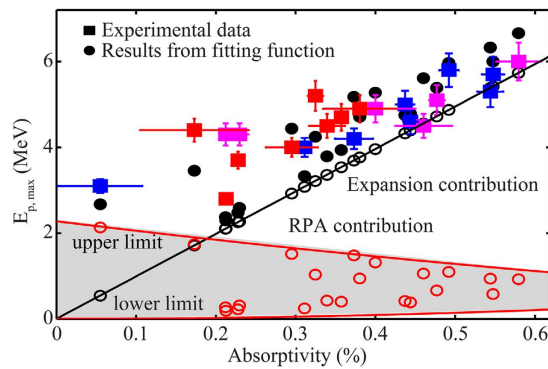 Experimental data
Results from fitting function
6
4
2
0
E_p, max (MeV)
Expansion contribution
RPA contribution
upper limit
lower limit
0 0.1 0.2 0.3 0.4 0.5 0.6
Absorptivity (%)